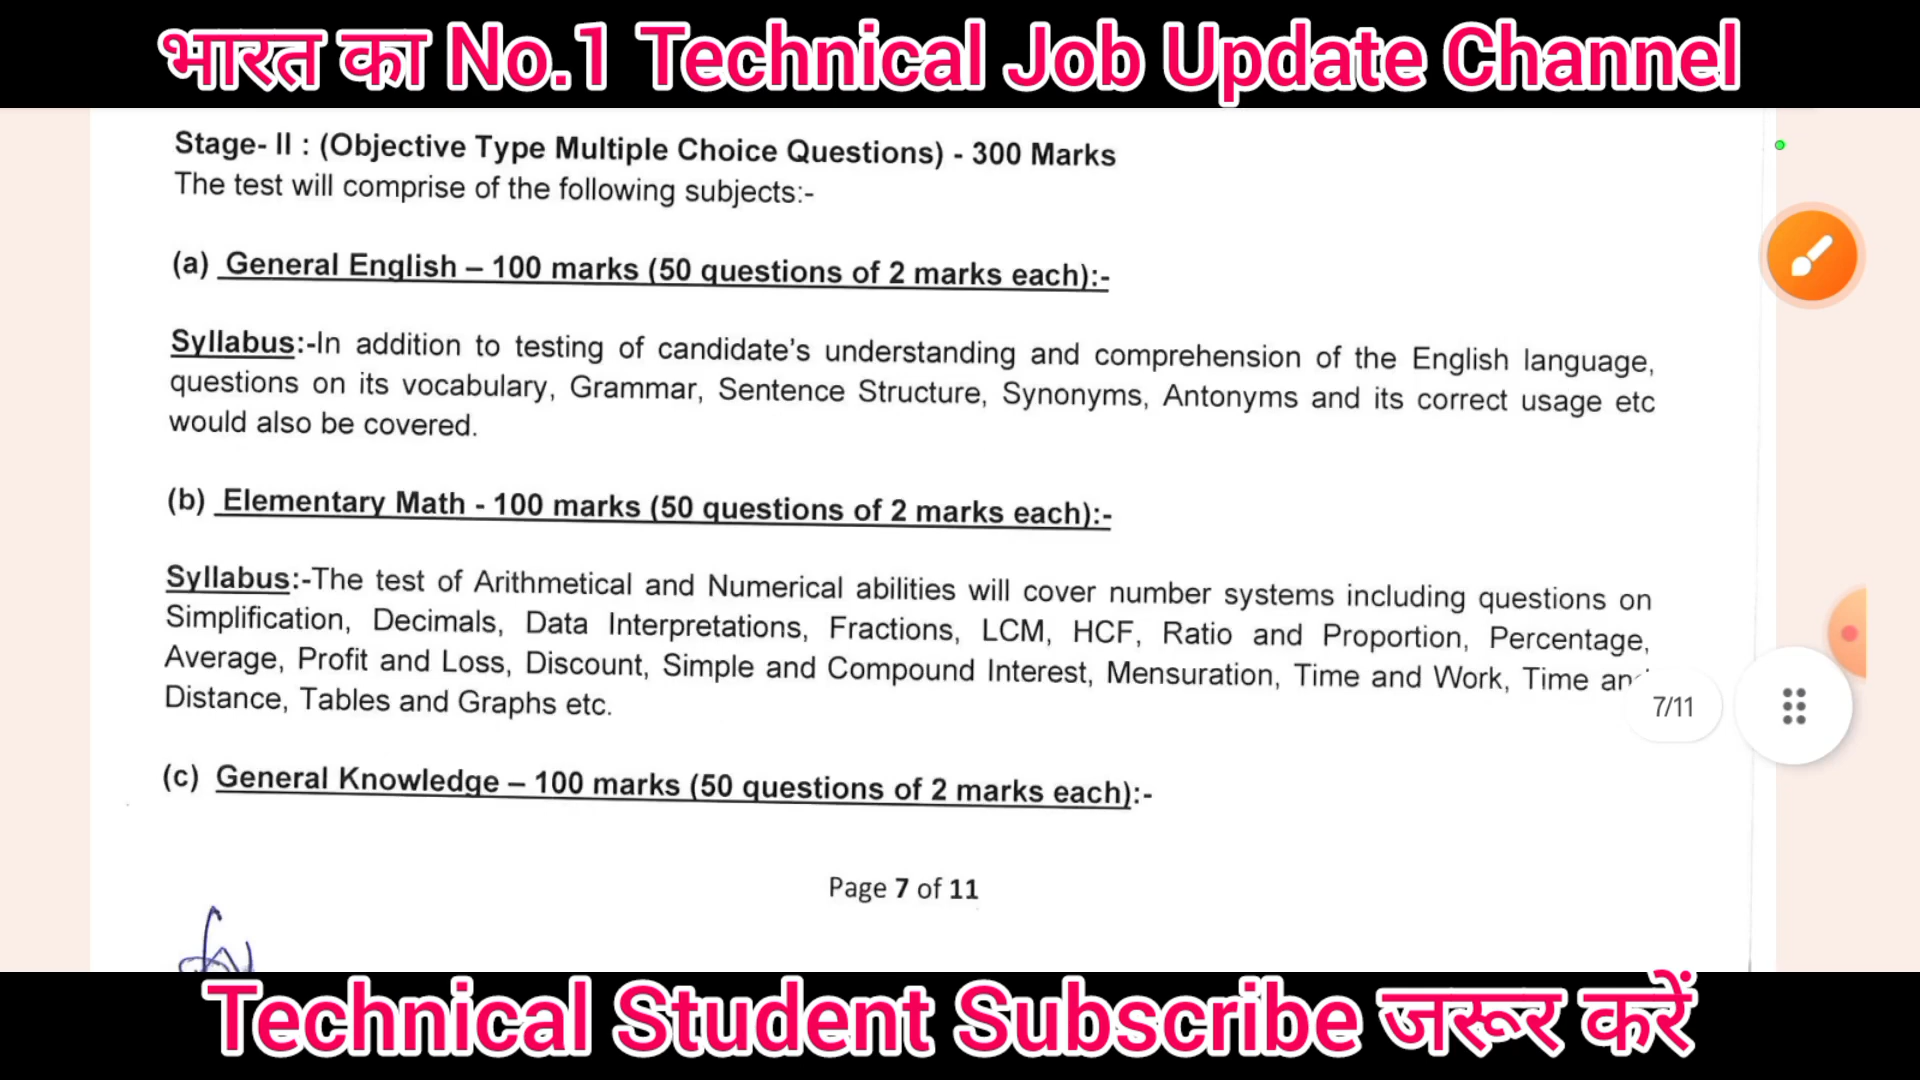 भारत का No.1 Technical Job Update Channel
Stage- II : (Objective Type Multiple Choice Questions) - 300 Marks
The test will comprise of the following subjects:-
(a) General English – 100 marks (50 questions of 2 marks each):-
Syllabus:-In addition to testing of candidate's understanding and comprehension of the English language,
questions on its vocabulary, Grammar, Sentence Structure, Synonyms, Antonyms and its correct usage etc
would also be covered.
(b) Elementary Math - 100 marks (50 questions of 2 marks each):-
Syllabus:-The test of Arithmetical and Numerical abilities will cover number systems including questions on
Simplification, Decimals, Data Interpretations, Fractions, LCM, HCF, Ratio and Proportion, Percentage,
Average, Profit and Loss, Discount, Simple and Compound Interest, Mensuration, Time and Work, Time and
Distance, Tables and Graphs etc.
7/11
(c) General Knowledge – 100 marks (50 questions of 2 marks each):-
Page 7 of 11
Technical Student Subscribe जरूर करें